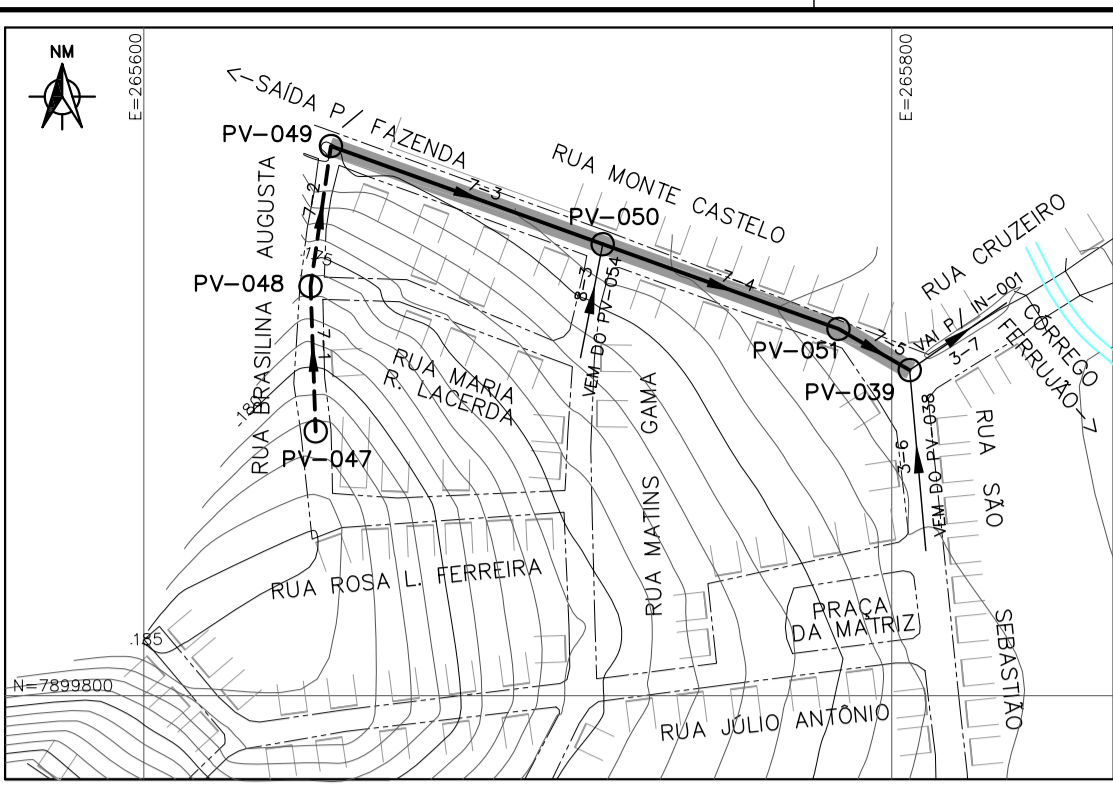 NM
E=265600
E=265800
<-SAÍDA P/ FAZENDA
PV-049
RUA MONTE CASTELO
7-3
PV-050
RUA BRASILINA AUGUSTA
7-2
175
PV-048
8-3
VEM DO PV-054
7-4
RUA CRUZEIRO
VAI P/ IN-001
7-5
3-7
PV-051
PV-039
CÓRREGO
FERRUJÃO-7
7-1
RUA MARIA
R. LACERDA
180
PV-047
RUA MATINS GAMA
3-6
VEM DO PV-038
RUA SÃO SEBASTIÃO
RUA ROSA L. FERREIRA
PRAÇA
DA MATRIZ
185
N=7899800
RUA JÚLIO ANTÔNIO